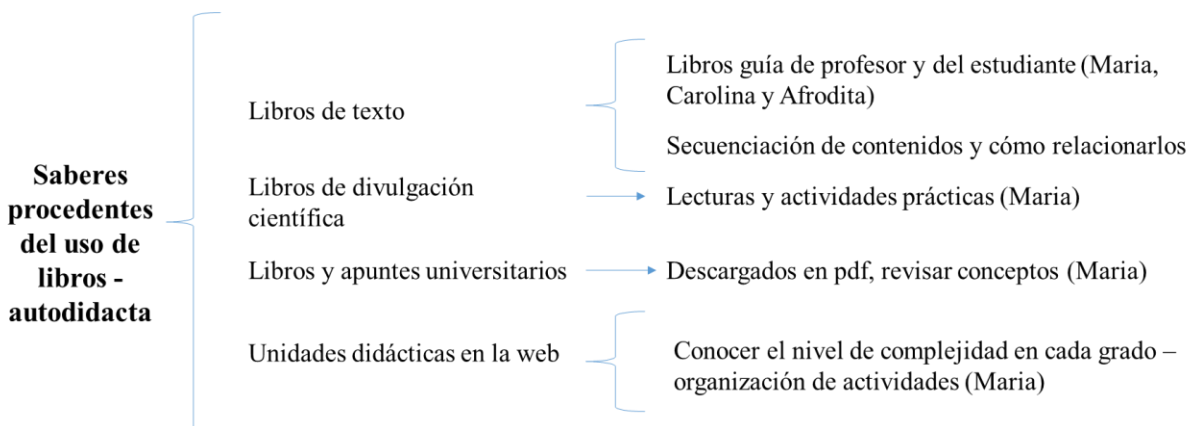 Saberes
procedentes
del uso de
libros -
autodidacta
Libros de texto
Libros guía de profesor y del estudiante (Maria,
Carolina y Afrodita)
Secuenciación de contenidos y cómo relacionarlos
Libros de divulgación
científica
Lecturas y actividades prácticas (Maria)
Libros y apuntes universitarios
Descargados en pdf, revisar conceptos (Maria)
Unidades didácticas en la web
Conocer el nivel de complejidad en cada grado –
organización de actividades (Maria)